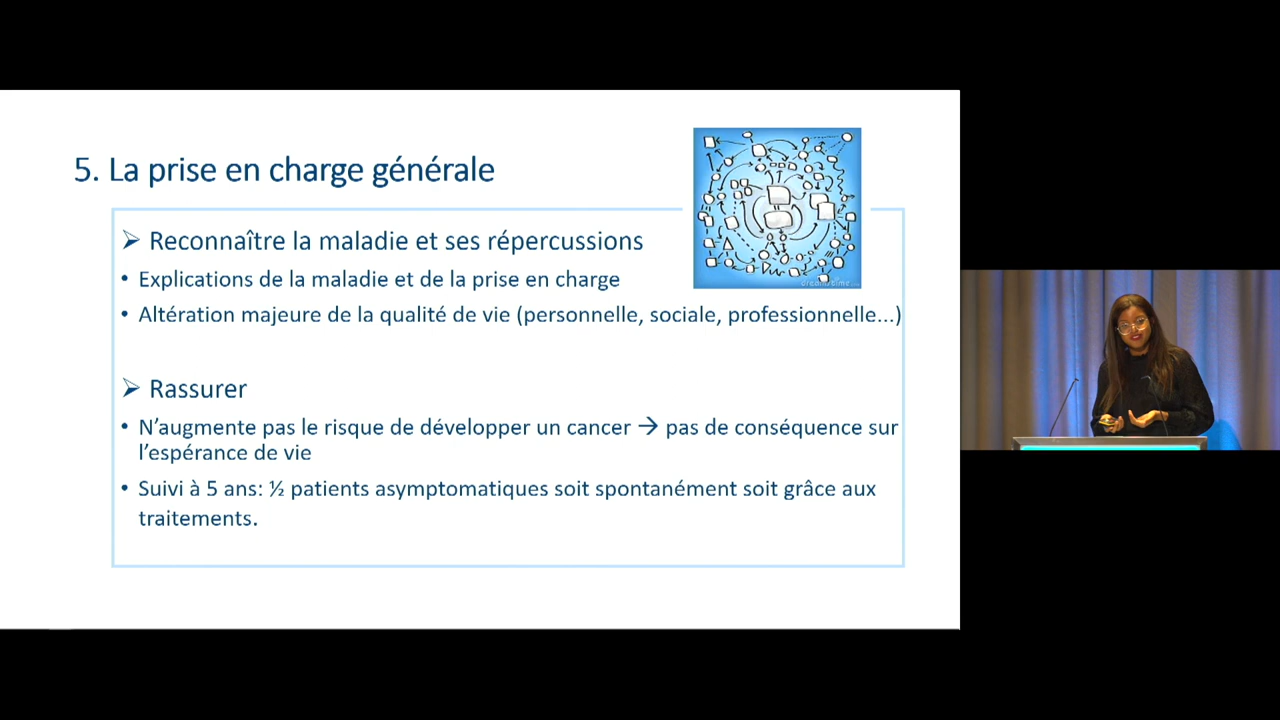 5. La prise en charge générale
➢ Reconnaître la maladie et ses répercussions
• Explications de la maladie et de la prise en charge
• Altération majeure de la qualité de vie (personnelle, sociale, professionnelle...)
➢ Rassurer
• N'augmente pas le risque de développer un cancer → pas de conséquence sur
l'espérance de vie
• Suivi à 5 ans: ½ patients asymptomatiques soit spontanément soit grâce aux
traitements.